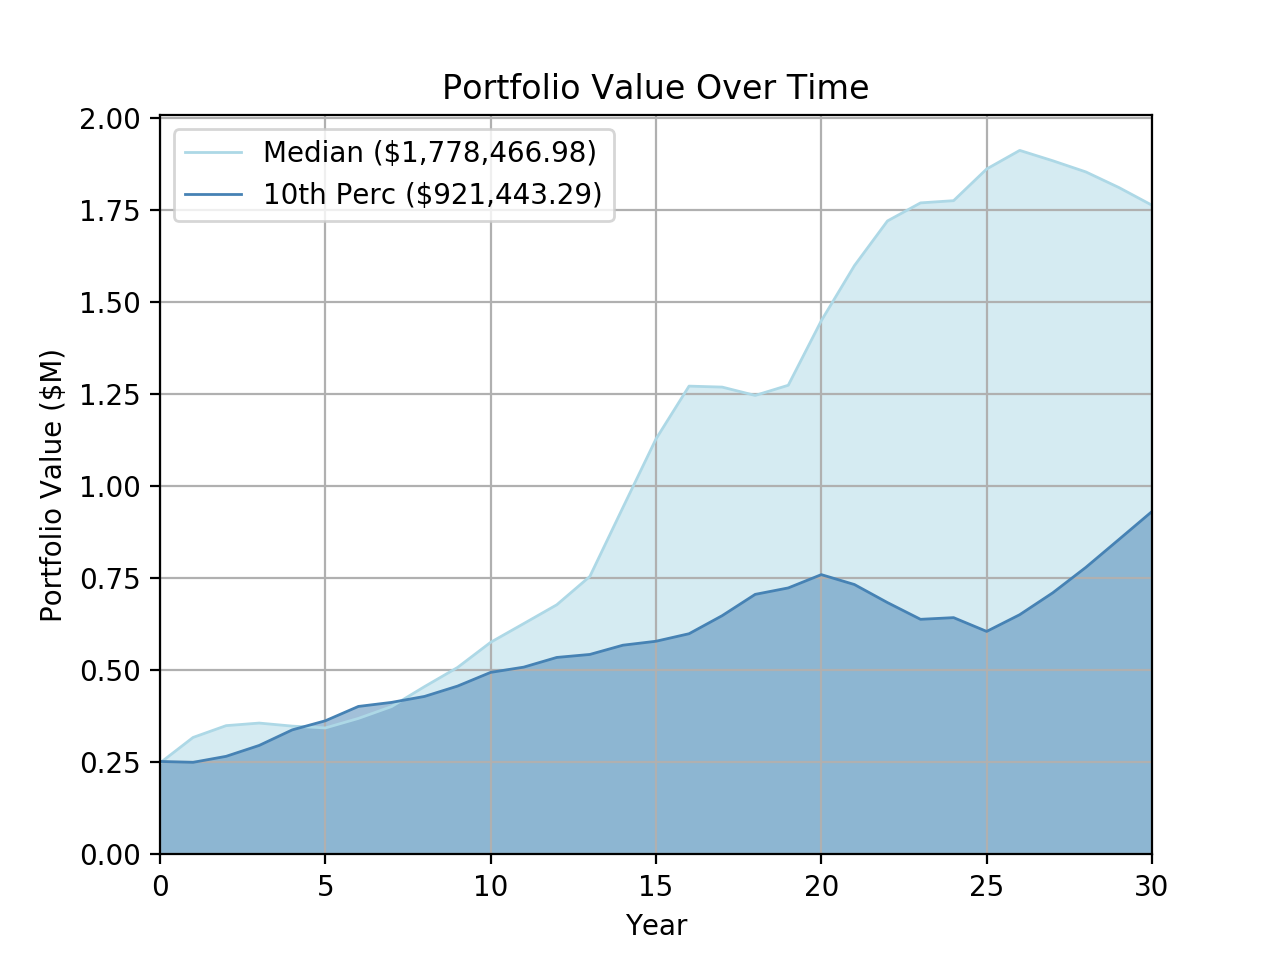 Portfolio Value Over Time
Median ($1,778,466.98)
10th Perc ($921,443.29)
Portfolio Value ($M)
2.00
1.75
1.50
1.25
1.00
0.75
0.50
0.25
0.00
0 5 10 15 20 25 30
Year